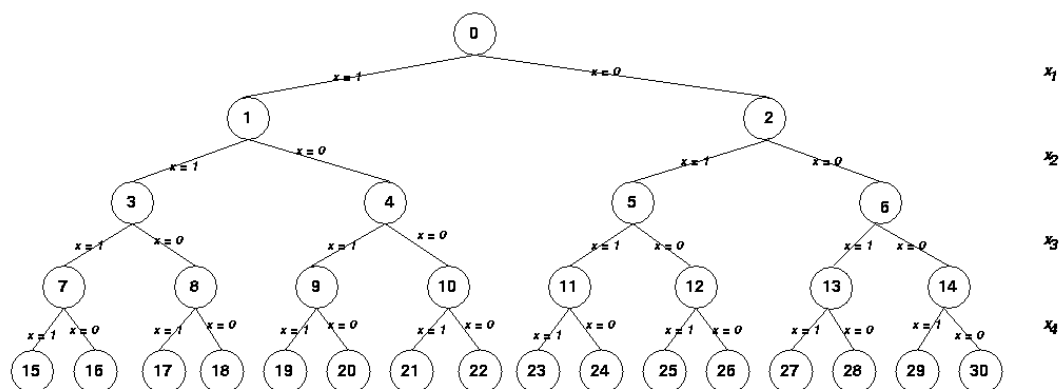 0
x = 1 x = 0 x1
1 2
x = 1 x = 0 x = 1 x = 0 x2
3 4 5 6
x = 1 x = 0 x = 1 x = 0 x = 1 x = 0 x = 1 x = 0 x3
7 8 9 10 11 12 13 14
x = 1 x = 0 x = 1 x = 0 x = 1 x = 0 x = 1 x = 0 x = 1 x = 0 x = 1 x = 0 x = 1 x = 0 x = 1 x = 0 x4
15 16 17 18 19 20 21 22 23 24 25 26 27 28 29 30